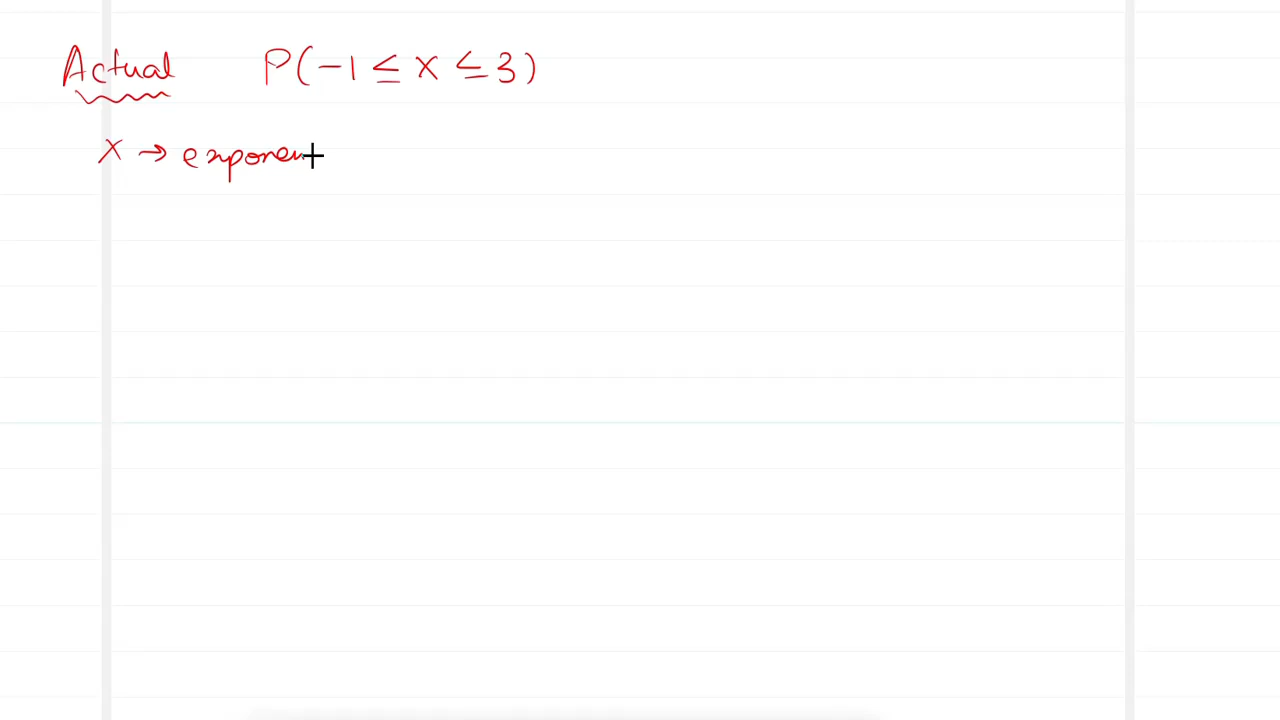 Actual P(-1 ≤ X ≤ 3)
X → exponen